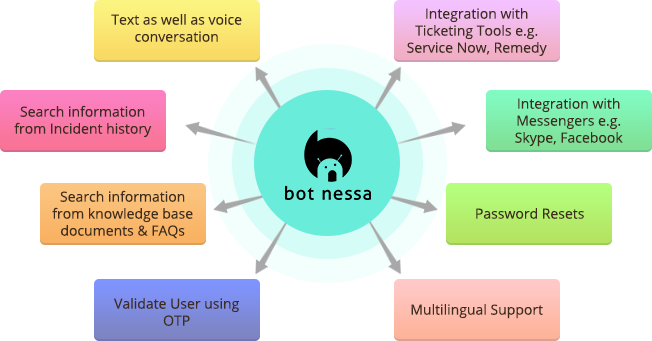 Text as well as voice
conversation
Integration with
Ticketing Tools e.g.
Service Now, Remedy
Search information
from Incident history
Integration with
Messengers e.g.
Skype, Facebook
bot nessa
Search information
from knowledge base
documents & FAQs
Password Resets
Validate User using
OTP
Multilingual Support